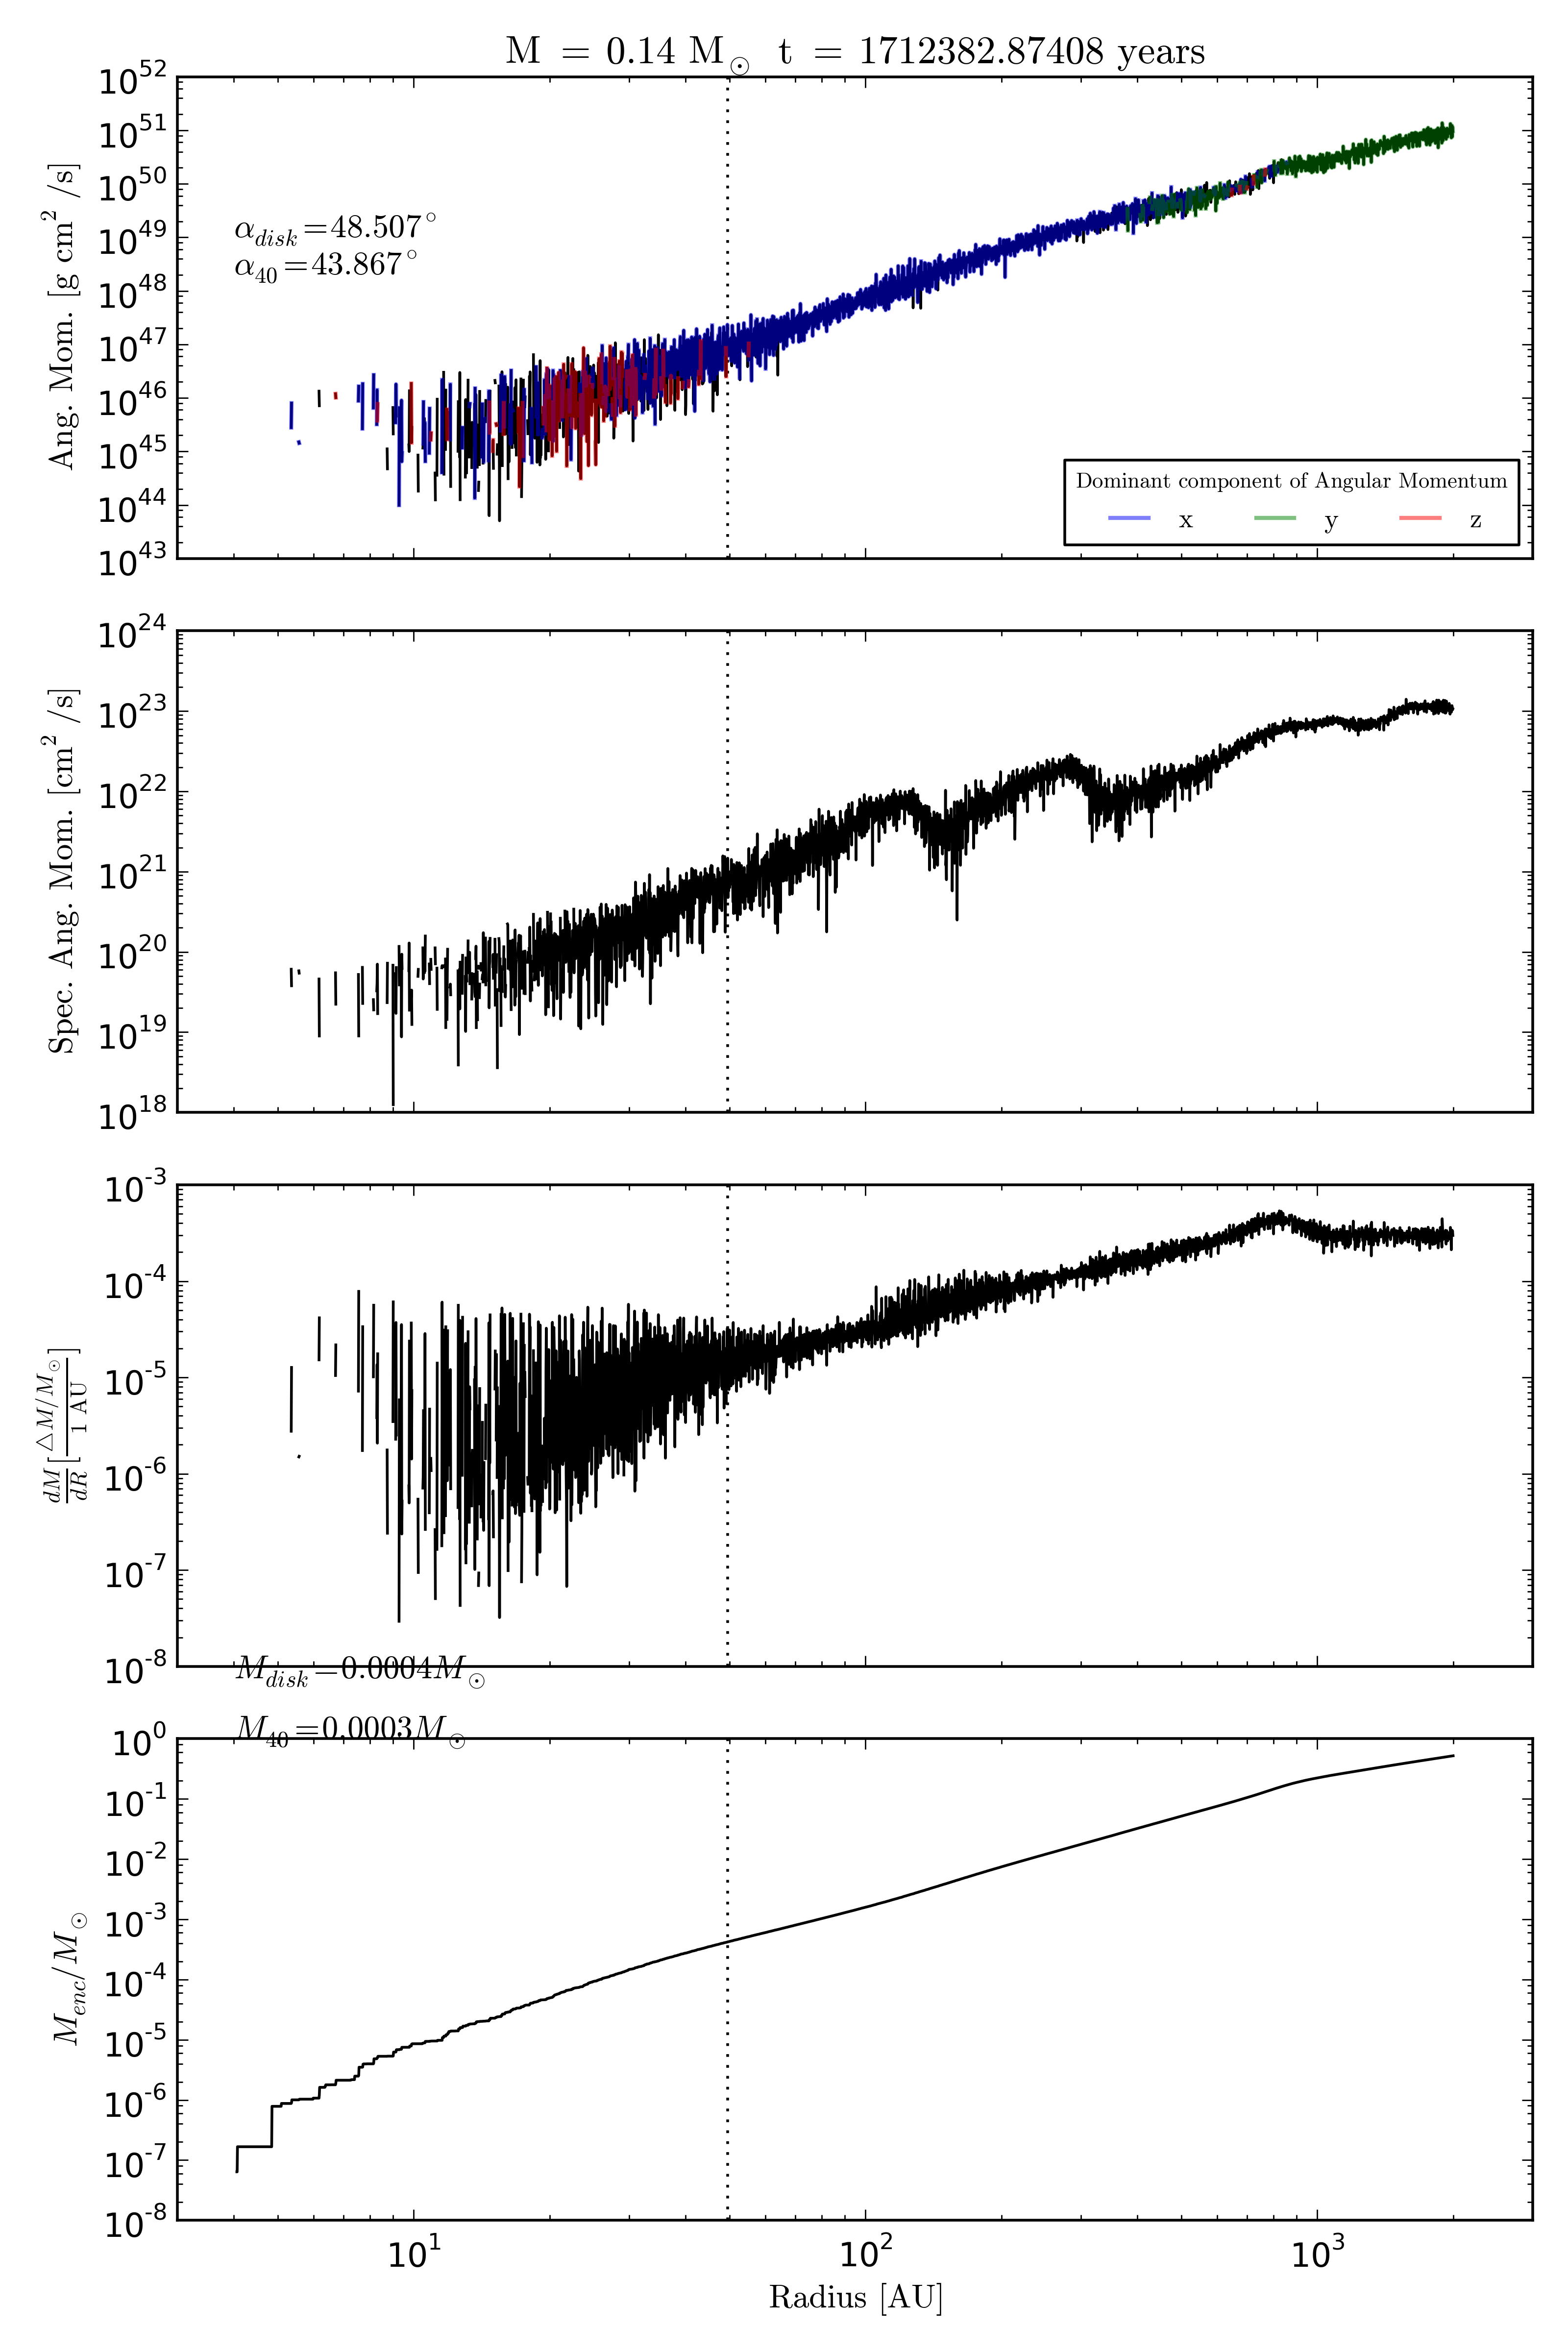 M = 0.14 M☉ t = 1712382.87408 years
10^52
10^51
10^50
10^49
10^48
10^47
10^46
10^45
10^44
10^43
Ang. Mom. [g cm^2 /s]
α_disk=48.507°
α_40=43.867°
Dominant component of Angular Momentum
x y z
10^24
10^23
10^22
10^21
10^20
10^19
10^18
Spec. Ang. Mom. [cm^2 /s]
10^-3
10^-4
10^-5
10^-6
10^-7
10^-8
dM/dR [△M/M☉ / 1 AU]
M_disk=0.0004M☉
M_40=0.0003M☉
10^0
10^-1
10^-2
10^-3
10^-4
10^-5
10^-6
10^-7
10^-8
M_enc/M☉
10^1 10^2 10^3
Radius [AU]